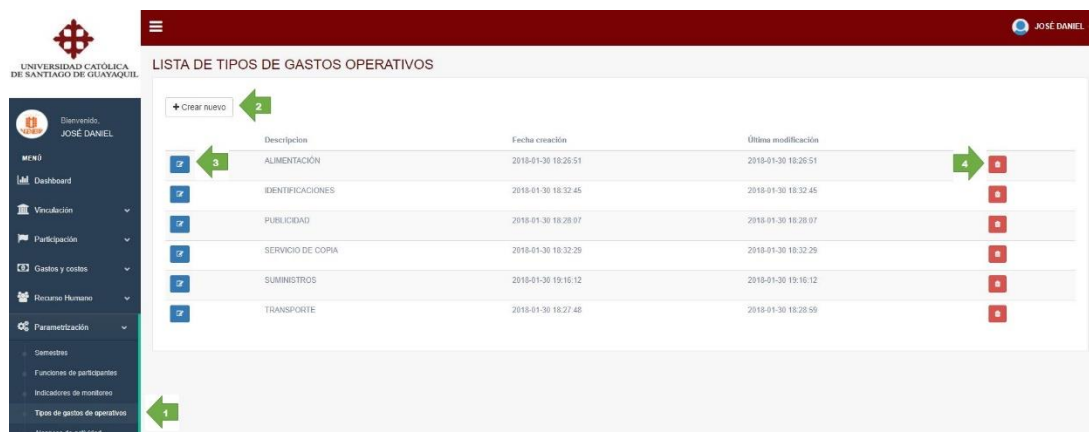 UNIVERSIDAD CATÓLICA
DE SANTIAGO DE GUAYAQUIL
Bienvenido,
JOSÉ DANIEL
MENÚ
Dashboard
Vinculación
Participación
Gastos y costos
Recurso Humano
Parametrización
Semestres
Funciones de participantes
Indicadores de monitoreo
Tipos de gastos de operativos
1
JOSÉ DANIEL
LISTA DE TIPOS DE GASTOS OPERATIVOS
+ Crear nuevo 2
Descripcion Fecha creación Última modificación
3 ALIMENTACIÓN 2018-01-30 18:26:51 2018-01-30 18:26:51 4
IDENTIFICACIONES 2018-01-30 18:32:45 2018-01-30 18:32:45
PUBLICIDAD 2018-01-30 18:28:07 2018-01-30 18:28:07
SERVICIO DE COPIA 2018-01-30 18:32:29 2018-01-30 18:32:29
SUMINISTROS 2018-01-30 19:16:12 2018-01-30 19:16:12
TRANSPORTE 2018-01-30 18:27:48 2018-01-30 18:28:59